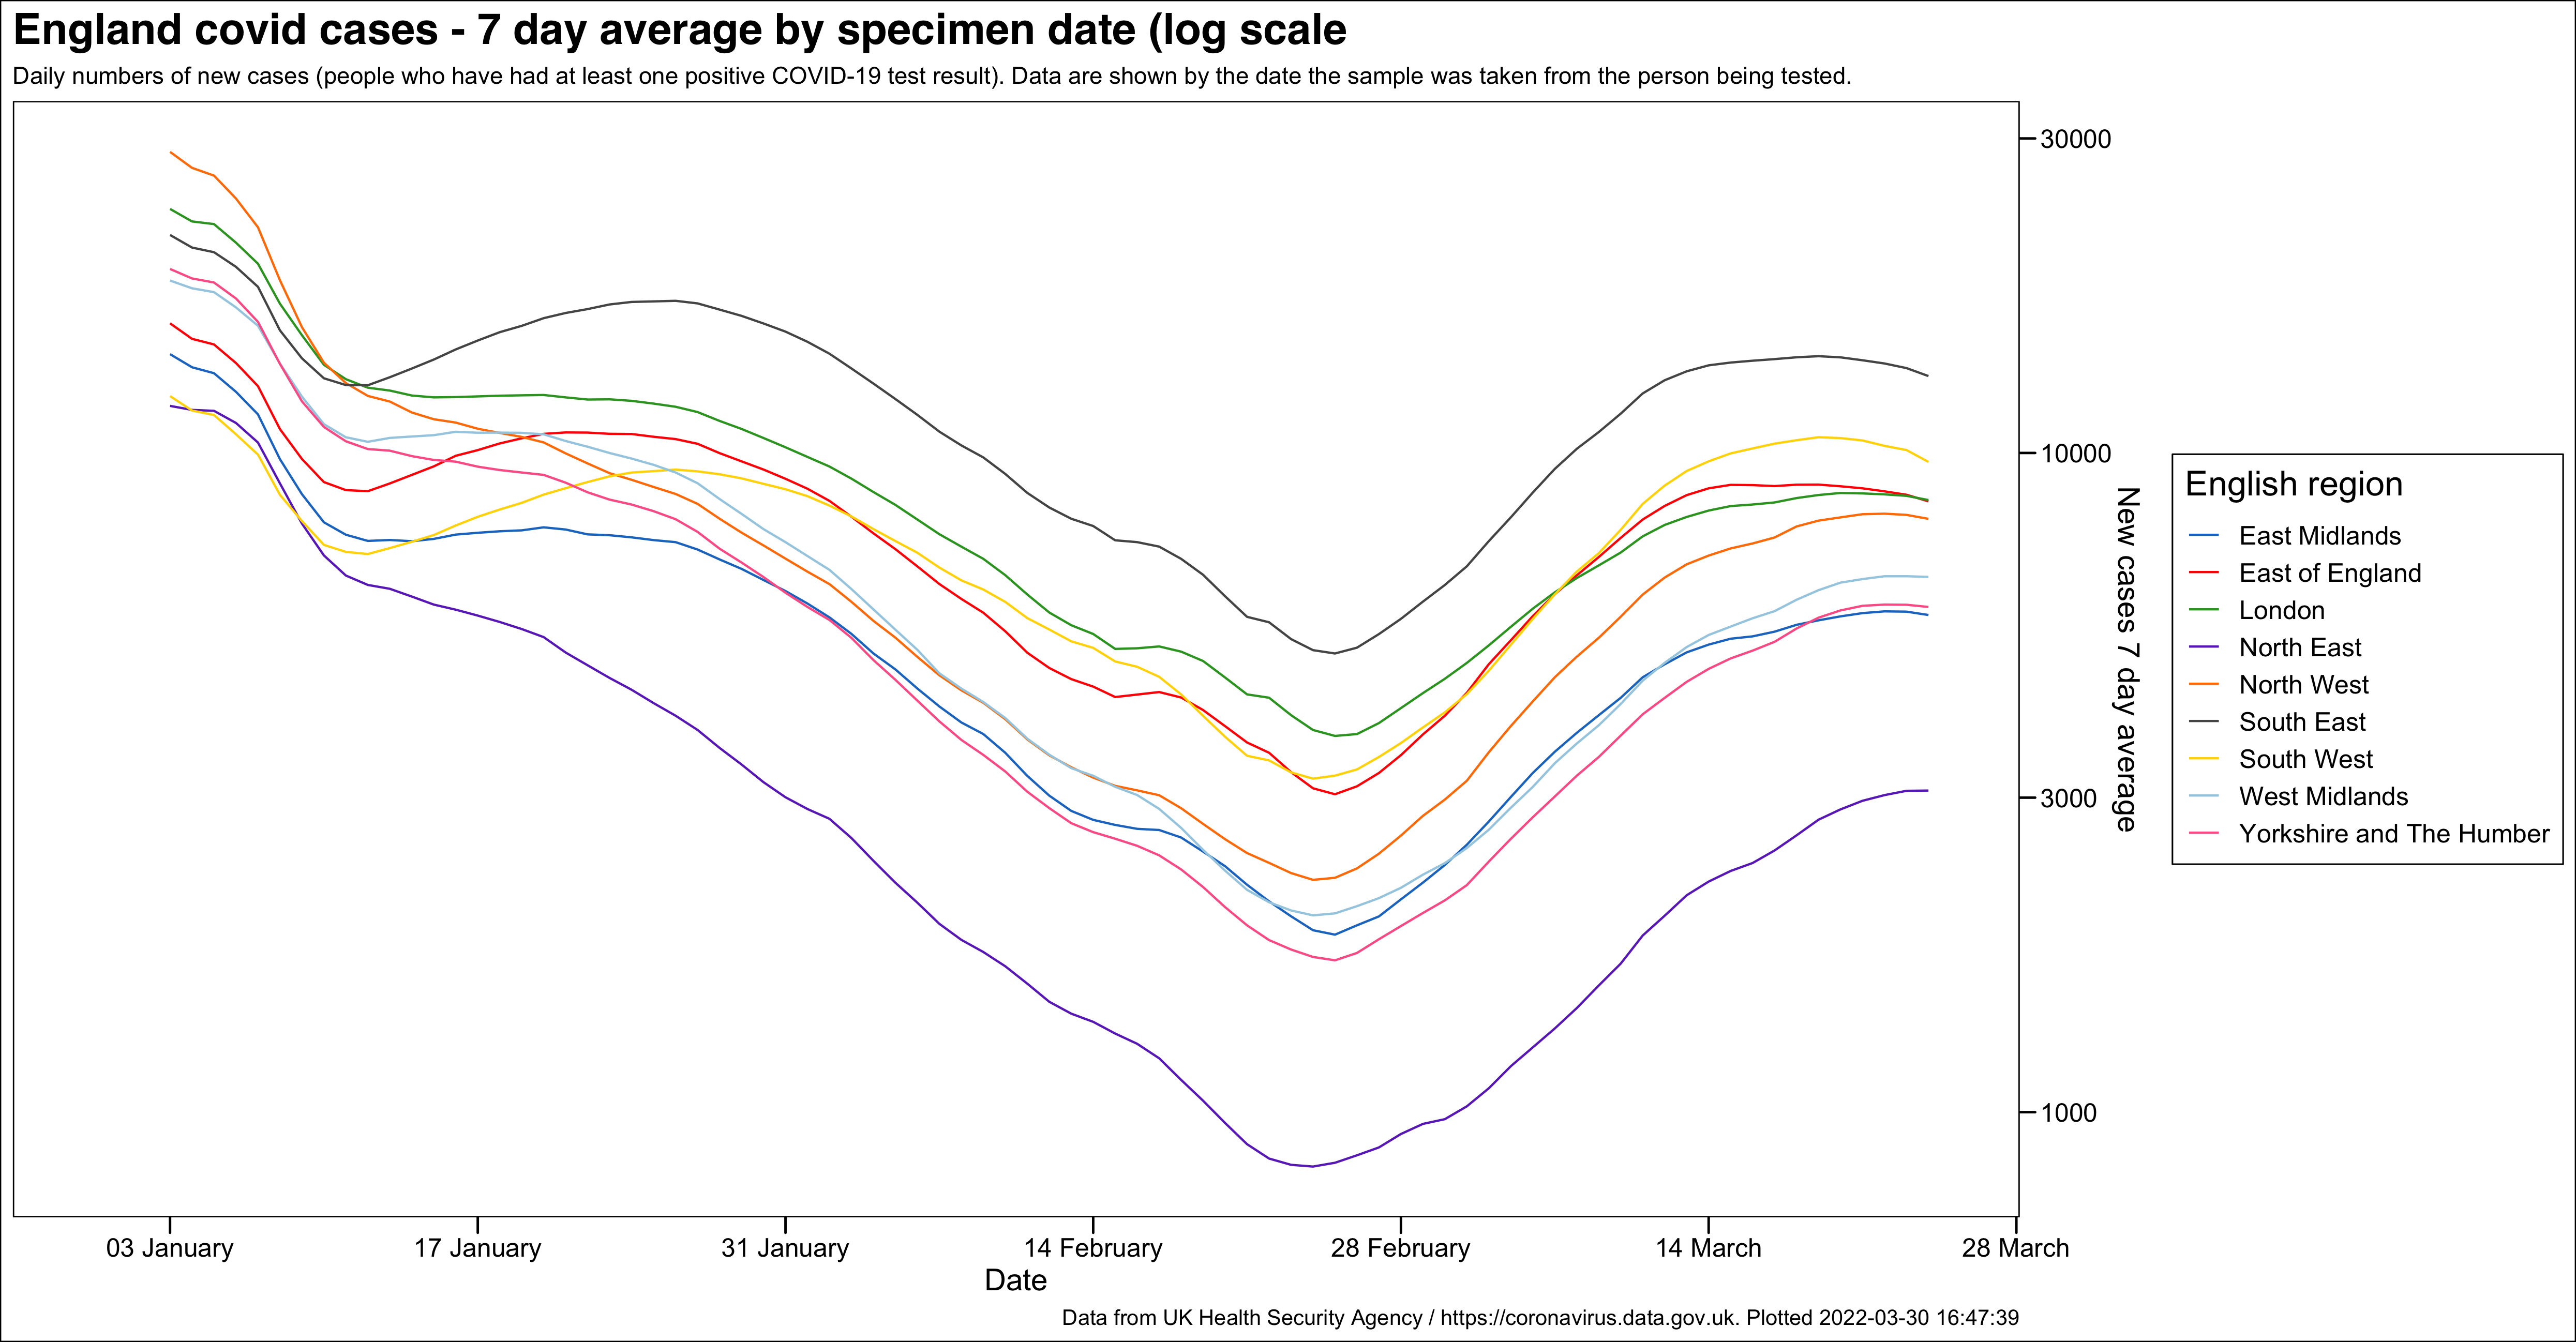 England covid cases - 7 day average by specimen date (log scale
Daily numbers of new cases (people who have had at least one positive COVID-19 test result). Data are shown by the date the sample was taken from the person being tested.
30000
10000
3000
1000
New cases 7 day average
English region
East Midlands
East of England
London
North East
North West
South East
South West
West Midlands
Yorkshire and The Humber
03 January
17 January
31 January
14 February
28 February
14 March
28 March
Date
Data from UK Health Security Agency / https://coronavirus.data.gov.uk. Plotted 2022-03-30 16:47:39